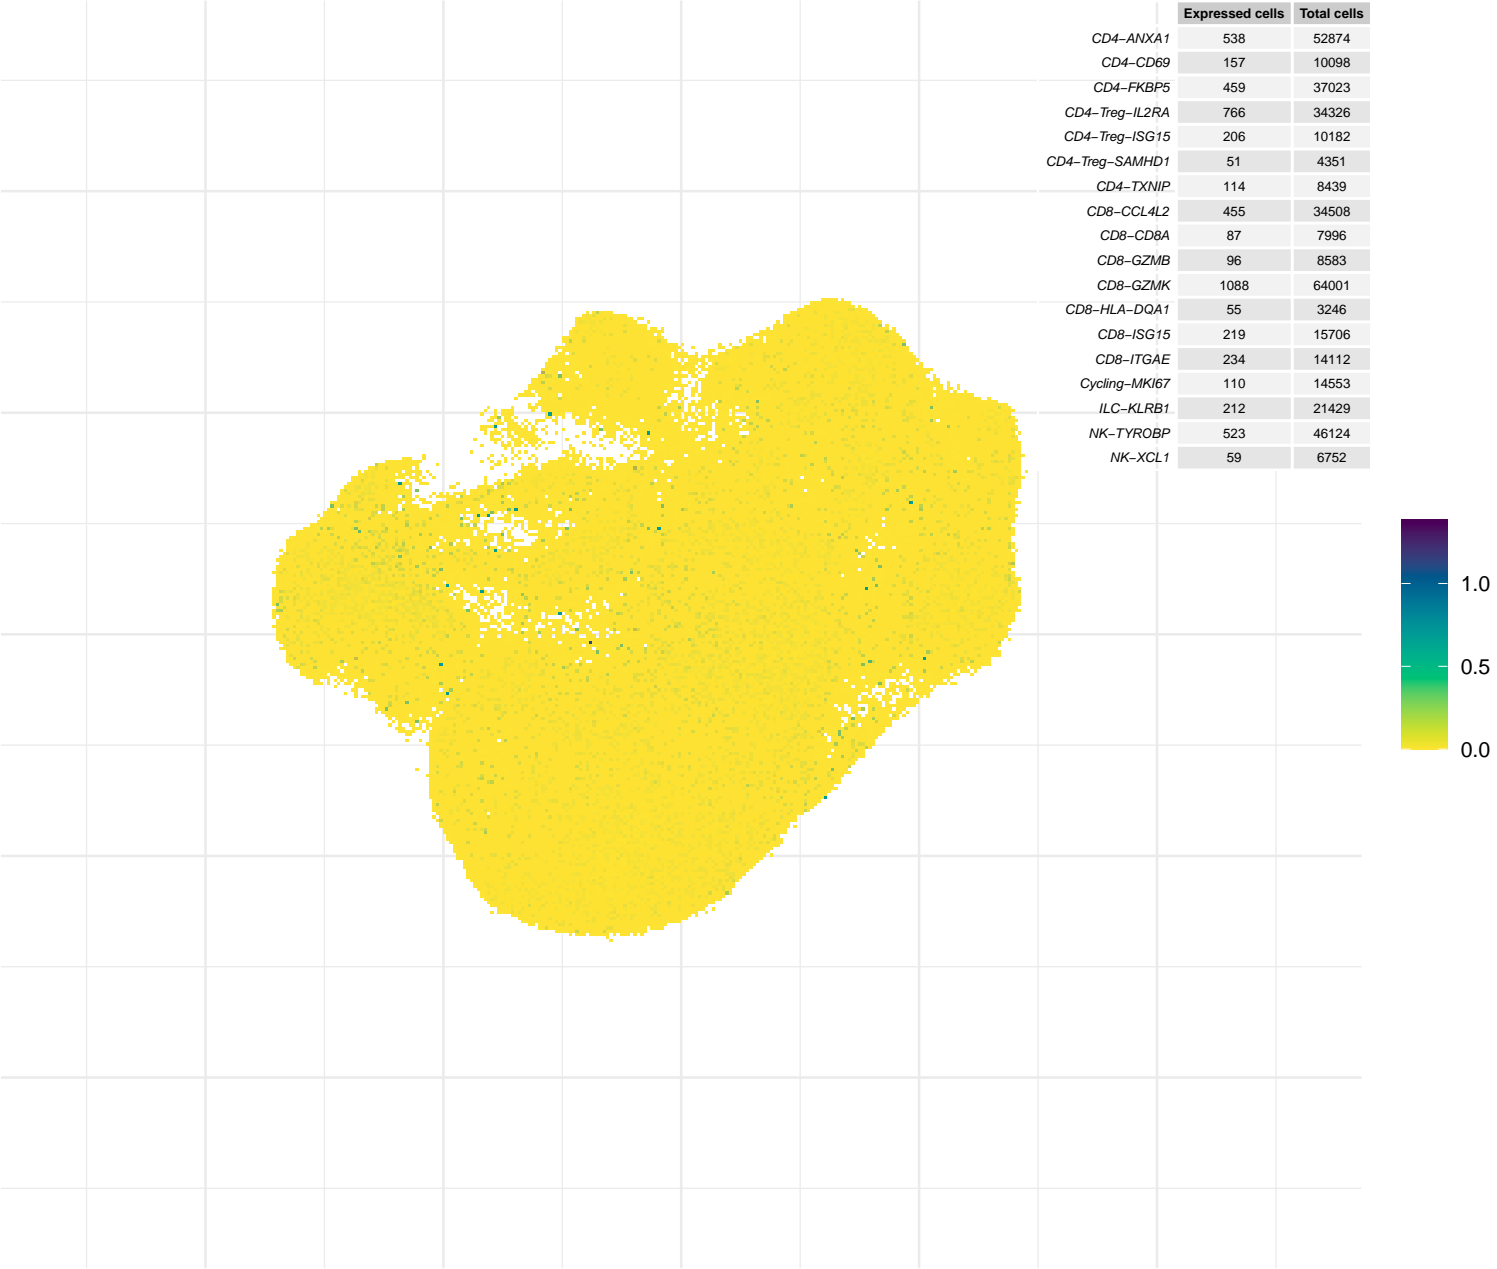 Expressed cells Total cells
CD4−ANXA1 538 52874
CD4−CD69 157 10098
CD4−FKBP5 459 37023
CD4−Treg−IL2RA 766 34326
CD4−Treg−ISG15 206 10182
CD4−Treg−SAMHD1 51 4351
CD4−TXNIP 114 8439
CD8−CCL4L2 455 34508
CD8−CD8A 87 7996
CD8−GZMB 96 8583
CD8−GZMK 1088 64001
CD8−HLA−DQA1 55 3246
CD8−ISG15 219 15706
CD8−ITGAE 234 14112
Cycling−MKI67 110 14553
ILC−KLRB1 212 21429
NK−TYROBP 523 46124
NK−XCL1 59 6752
1.0
0.5
0.0